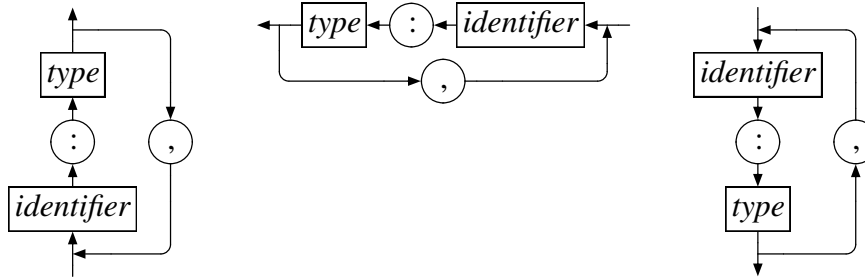 type
:
,
identifier
type : identifier
,
identifier
:
,
type